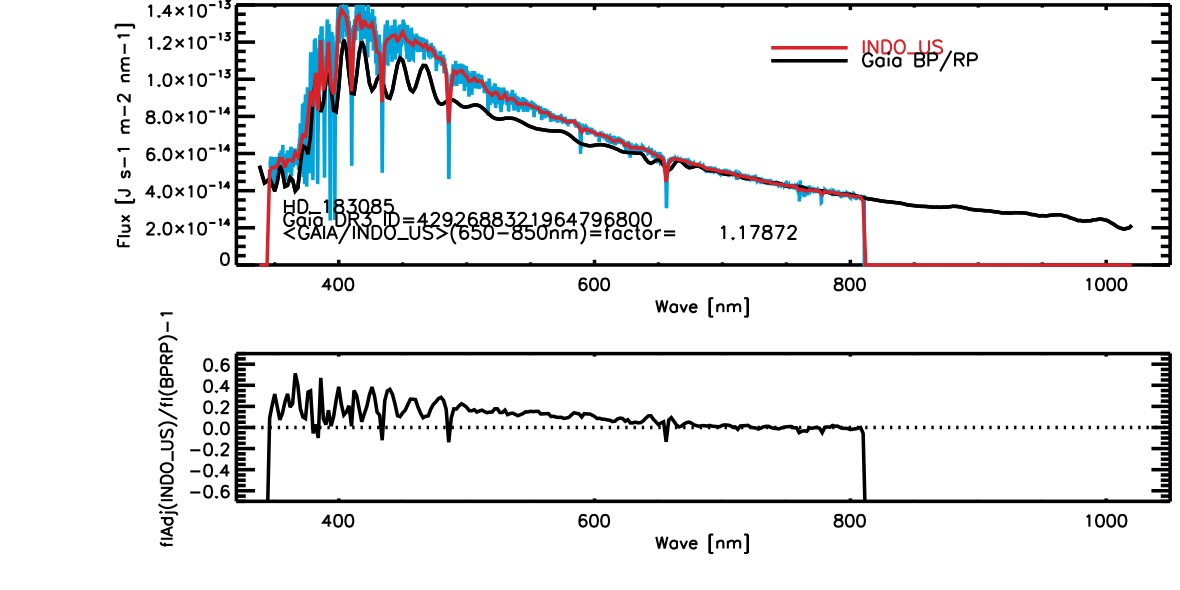 1.4×10−13
1.2×10−13
1.0×10−13
8.0×10−14
6.0×10−14
4.0×10−14
2.0×10−14
0
Flux [J s−1 m−2 nm−1]
INDO_US
Gaia BP/RP
HD_183085
Gaia DR3 ID=4292688321964796800
<GAIA/INDO_US>(650−850nm)=factor= 1.17872
400 600 800 1000
Wave [nm]
flAdj(INDO_US)/fl(BPRP)−1
0.6
0.4
0.2
0.0
−0.2
−0.4
−0.6
400 600 800 1000
Wave [nm]